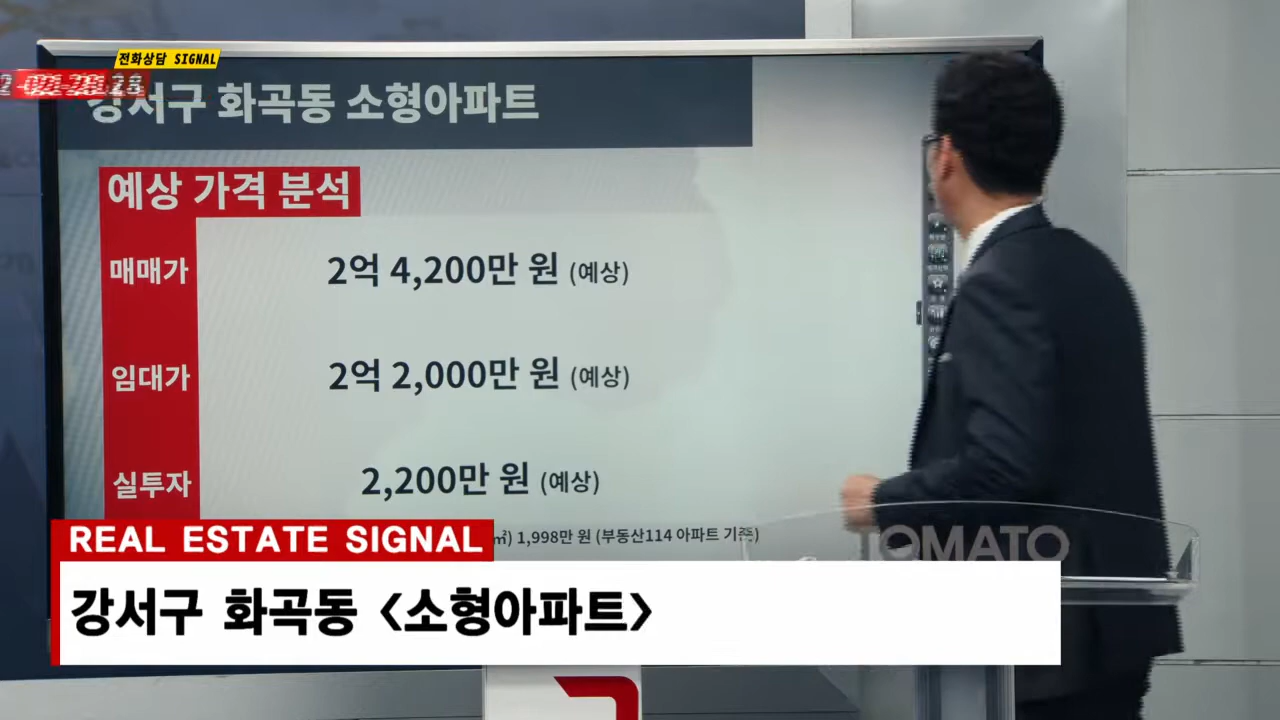 전화상담 SIGNAL
강서구 화곡동 소형아파트
예상 가격 분석
매매가 2억 4,200만 원 (예상)
임대가 2억 2,000만 원 (예상)
실투자 2,200만 원 (예상)
㎡) 1,998만 원 (부동산114 아파트 기준)
REAL ESTATE SIGNAL
TOMATO
강서구 화곡동 <소형아파트>